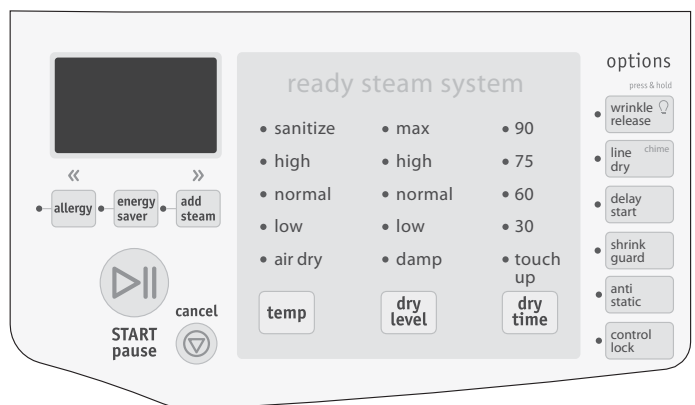 options
ready steam system
press & hold
wrinkle
release
sanitize
max
90
high
high
75
line
dry
chime
normal
normal
60
low
low
30
air dry
damp
touch
up
temp
dry
level
dry
time
«
»
allergy
energy
saver
add
steam
START
pause
cancel
delay
start
shrink
guard
anti
static
control
lock